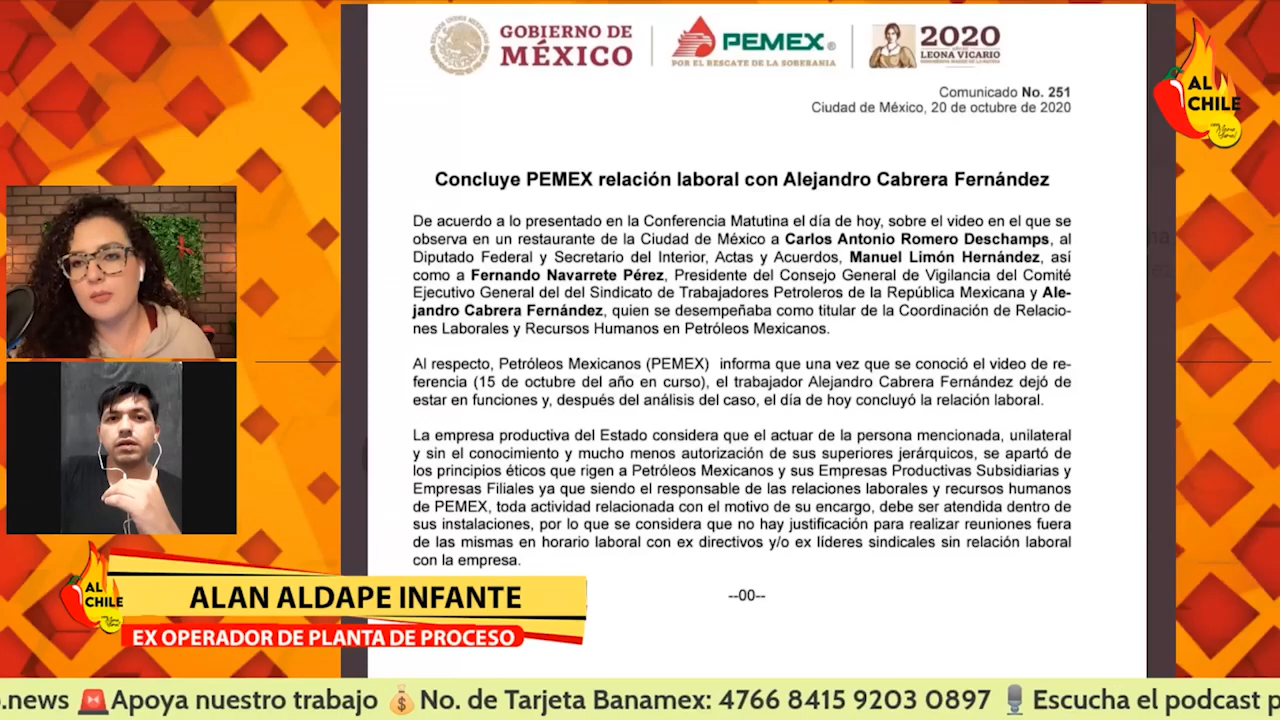 GOBIERNO DE
MÉXICO
PEMEX®
POR EL RESCATE DE LA SOBERANÍA
2020
LEONA VICARIO
Comunicado No. 251
Ciudad de México, 20 de octubre de 2020
AL
CHILE
Concluye PEMEX relación laboral con Alejandro Cabrera Fernández
De acuerdo a lo presentado en la Conferencia Matutina el día de hoy, sobre el video en el que se
observa en un restaurante de la Ciudad de México a Carlos Antonio Romero Deschamps, al
Diputado Federal y Secretario del Interior, Actas y Acuerdos, Manuel Limón Hernández, así
como a Fernando Navarrete Pérez, Presidente del Consejo General de Vigilancia del Comité
Ejecutivo General del del Sindicato de Trabajadores Petroleros de la República Mexicana y Ale-
jandro Cabrera Fernández, quien se desempeñaba como titular de la Coordinación de Relacio-
nes Laborales y Recursos Humanos en Petróleos Mexicanos.
Al respecto, Petróleos Mexicanos (PEMEX) informa que una vez que se conoció el video de re-
ferencia (15 de octubre del año en curso), el trabajador Alejandro Cabrera Fernández dejó de
estar en funciones y, después del análisis del caso, el día de hoy concluyó la relación laboral.
La empresa productiva del Estado considera que el actuar de la persona mencionada, unilateral
y sin el conocimiento y mucho menos autorización de sus superiores jerárquicos, se apartó de
los principios éticos que rigen a Petróleos Mexicanos y sus Empresas Productivas Subsidiarias y
Empresas Filiales ya que siendo el responsable de las relaciones laborales y recursos humanos
de PEMEX, toda actividad relacionada con el motivo de su encargo, debe ser atendida dentro de
sus instalaciones, por lo que se considera que no hay justificación para realizar reuniones fuera
de las mismas en horario laboral con ex directivos y/o ex líderes sindicales sin relación laboral
con la empresa.
--00--
AL
CHILE
ALAN ALDAPE INFANTE
EX OPERADOR DE PLANTA DE PROCESO
o.news 🚨Apoya nuestro trabajo 💰No. de Tarjeta Banamex: 4766 8415 9203 0897 🎙️Escucha el podcast p